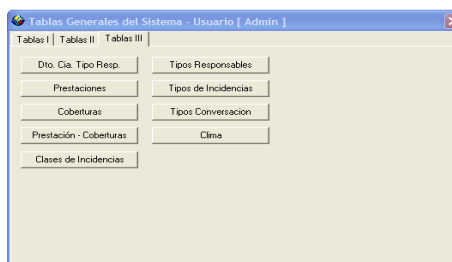 Tablas Generales del Sistema - Usuario [ Admin ]
Tablas I Tablas II Tablas III
Dto. Cia. Tipo Resp. Tipos Responsables
Prestaciones Tipos de Incidencias
Coberturas Tipos Conversacion
Prestación - Coberturas Clima
Clases de Incidencias